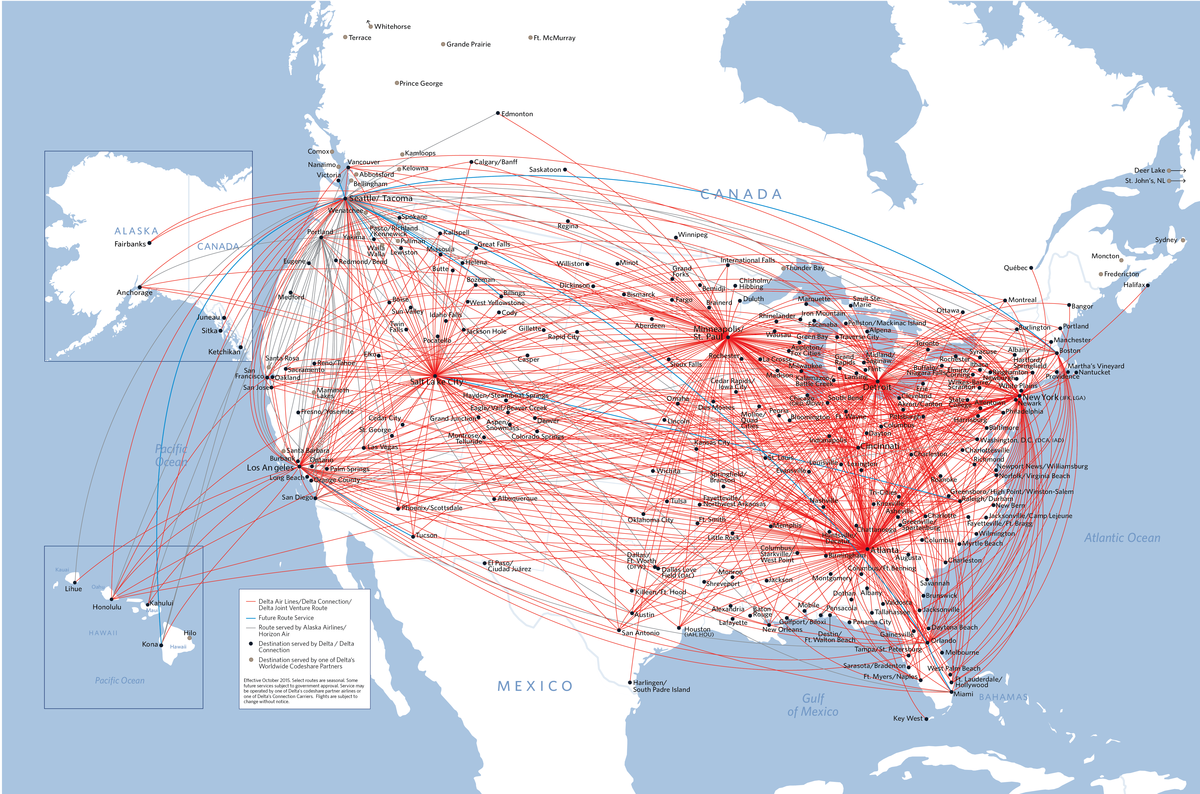 Whitehorse
Terrace
Grande Prairie
Ft. McMurray
Prince George
Edmonton
Comox
Kamloops
Nanaimo
Vancouver
Calgary/Banff
Kelowna
Saskatoon
Victoria
Abbotsford
Bellingham
Deer Lake
St. John's, NL
CANADA
Seattle/ Tacoma
Wenatchee
Spokane
Regina
ALASKA
Portland
Yakima
Pasco/Richland
/Kennewick
Pullman
Kalispell
Winnipeg
Sydney
Fairbanks
CANADA
Walla
Walla
Lewiston
Missoula
Great Falls
Moncton
Eugene
Redmond/Bend
Helena
Butte
Williston
Minot
International Falls
Grand
Forks
Thunder Bay
Québec
Fredericton
Halifax
Anchorage
Medford
Boise
Bozeman
Billings
Dickinson
Bismarck
Fargo
Bemidji
Chisholm/
Hibbing
Brainerd
Duluth
Marquette
Sault Ste.
Marie
Montreal
Bangor
Juneau
Sitka
Ketchikan
Sun Valley
Idaho Falls
West Yellowstone
Cody
Twin
Falls
Pocatello
Jackson Hole
Gillette
Rapid City
Aberdeen
Minneapolis/
St. Paul
Rhinelander
Iron Mountain
Escanaba
Pellston/Mackinac Island
Alpena
Ottawa
Burlington
Portland
Manchester
Boston
Martha's Vineyard
Nantucket
Providence
Santa Rosa
Sacramento
Reno/Tahoe
Elko
San
Francisco
Oakland
San Jose
Casper
Salt Lake City
Sioux Falls
Rochester
La Crosse
Wausau
Green Bay
Appleton/
Fox Cities
Traverse City
Milwaukee
Madison
Grand
Rapids
Midland/
Saginaw
Flint
Lansing
Detroit
Toronto
Buffalo/
Rochester
Syracuse
Albany
Hartford/
Springfield
White Plains
New York (JFK, LGA)
Newark
Philadelphia
Mammoth
Lakes
Fresno/Yosemite
Cedar City
St. George
Las Vegas
Hayden/Steamboat Springs
Eagle/Vail/Beaver Creek
Grand Junction
Aspen/
Snowmass
Denver
Montrose/
Telluride
Colorado Springs
Omaha
Lincoln
Des Moines
Cedar Rapids/
Iowa City
Moline/
Quad
Cities
Peoria
Bloomington
Kalamazoo/
Battle Creek
South Bend
Ft. Wayne
Cleveland
Akron/Canton
Erie
Columbus
Dayton
Indianapolis
Cincinnati
Harrisburg
Baltimore
Washington, D.C. (DCA, IAD)
Charlottesville
Richmond
Newport News/Williamsburg
Norfolk/Virginia Beach
Pacific
Ocean
Santa Barbara
Burbank
Ontario
Los Angeles
Palm Springs
Long Beach
Orange County
San Diego
Phoenix/Scottsdale
Tucson
Albuquerque
El Paso/
Ciudad Juárez
Kansas City
Wichita
St. Louis
Evansville
Louisville
Lexington
Charleston
Roanoke
Springfield/
Branson
Tulsa
Fayetteville/
Northwest Arkansas
Oklahoma City
Ft. Smith
Little Rock
Nashville
Memphis
Tri-Cities
Knoxville
Asheville
Chattanooga
Greensboro/High Point/Winston-Salem
Raleigh/Durham
New Bern
Jacksonville/Camp Lejeune
Fayetteville/Ft. Bragg
Charlotte
Greenville/
Spartanburg
Wilmington
Myrtle Beach
Columbia
Atlantic Ocean
Dallas/
Ft. Worth
(DFW)
Dallas Love
Field (DAL)
Columbus/
Starkville/
West Point
Huntsville/
Decatur
Birmingham
Atlanta
Augusta
Charleston
Columbus/Ft. Benning
Monroe
Shreveport
Jackson
Montgomery
Savannah
Killeen/Ft. Hood
Dothan
Albany
Valdosta
Brunswick
Austin
Alexandria
Baton
Rouge
Lafayette
Mobile
Pensacola
Tallahassee
Jacksonville
Gulfport/Biloxi
New Orleans
Panama City
San Antonio
Houston
(IAH, HOU)
Destin/
Ft. Walton Beach
Gainesville
Daytona Beach
Orlando
Tampa/St. Petersburg
Melbourne
Sarasota/Bradenton
West Palm Beach
Ft. Myers/Naples
Ft. Lauderdale/
Hollywood
Miami
Harlingen/
South Padre Island
Key West
BAHAMAS
Gulf
of Mexico
MEXICO
Kauai
Lihue
Oahu
Honolulu
Kahului
Maui
HAWAII
Kona
Hilo
Hawaii
Pacific Ocean
Delta Air Lines/Delta Connection/
Delta Joint Venture Route
Future Route Service
Route served by Alaska Airlines/
Horizon Air
Destination served by Delta / Delta
Connection
Destination served by one of Delta's
Worldwide Codeshare Partners
Effective October 2015. Select routes are seasonal. Some
future services subject to government approval. Service may
be operated by one of Delta's codeshare partner airlines or
one of Delta's Connection Carriers. Flights are subject to
change without notice.